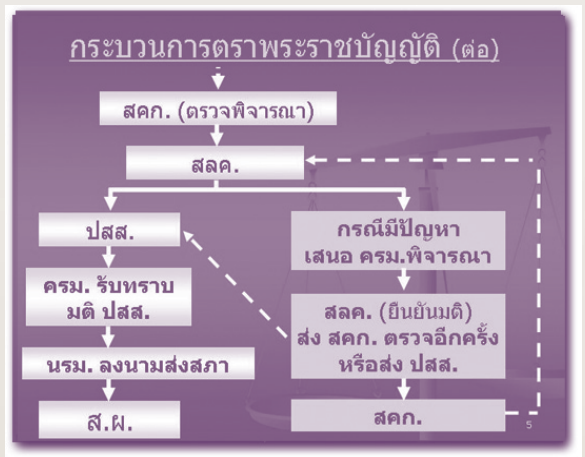 กระบวนการตราพระราชบัญญัติ (ต่อ)
สคก. (ตรวจพิจารณา)
สลค.
ปสส.
ครม. รับทราบ
มติ ปสส.
นรม. ลงนามส่งสภา
ส.ผ.
กรณีมีปัญหา
เสนอ ครม.พิจารณา
สลค. (ยืนยันมติ)
ส่ง สคก. ตรวจอีกครั้ง
หรือส่ง ปสส.
สคก.
5